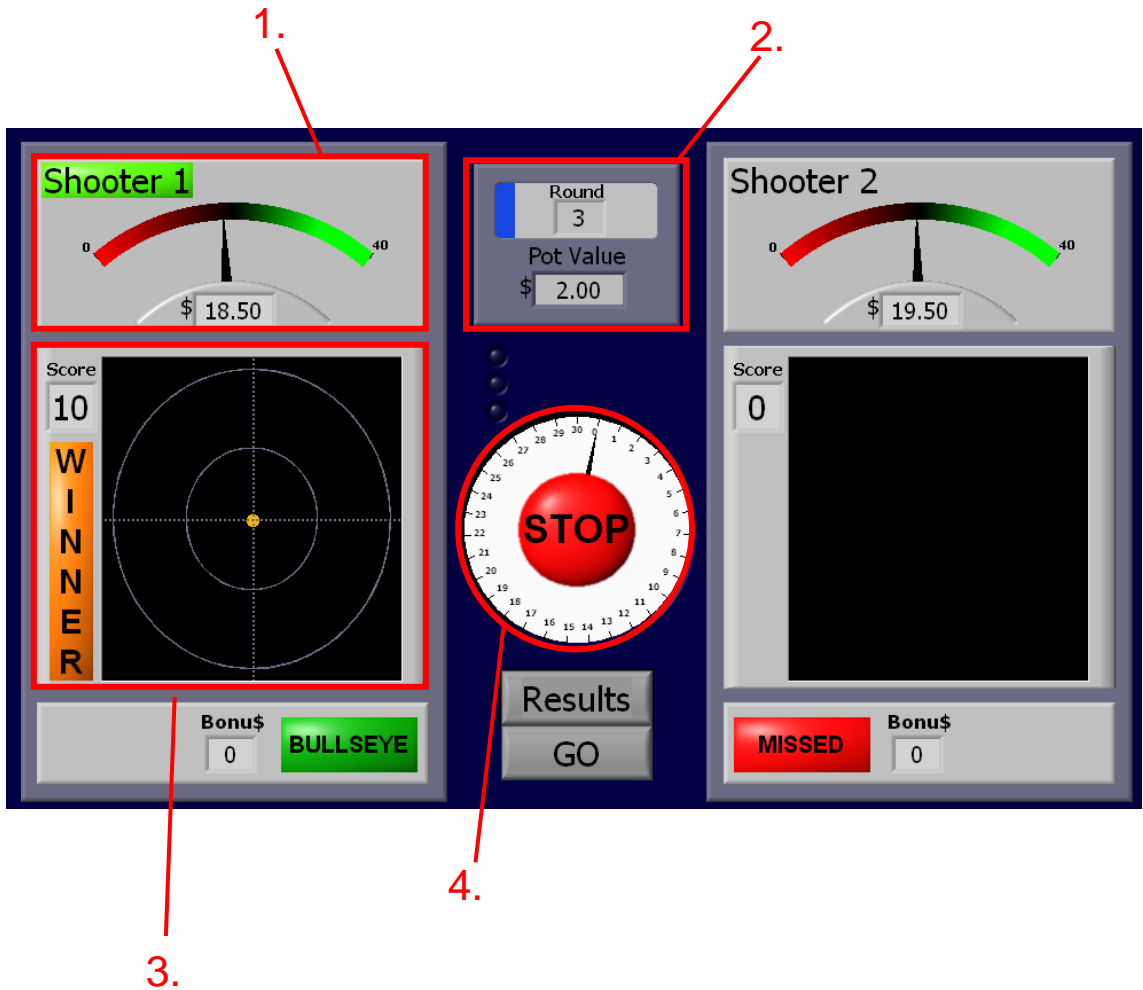 1.
2.
Shooter 1
0
40
$ 18.50
Round
3
Pot Value
$ 2.00
Shooter 2
0
40
$ 19.50
Score
10
W
I
N
N
E
R
0 1 2 3 4 5 6 7 8 9 10 11 12 13 14 15 16 17 18 19 20 21 22 23 24 25 26 27 28 29 30
STOP
Score
0
Bonu$
0
BULLSEYE
Results
GO
MISSED
Bonu$
0
4.
3.